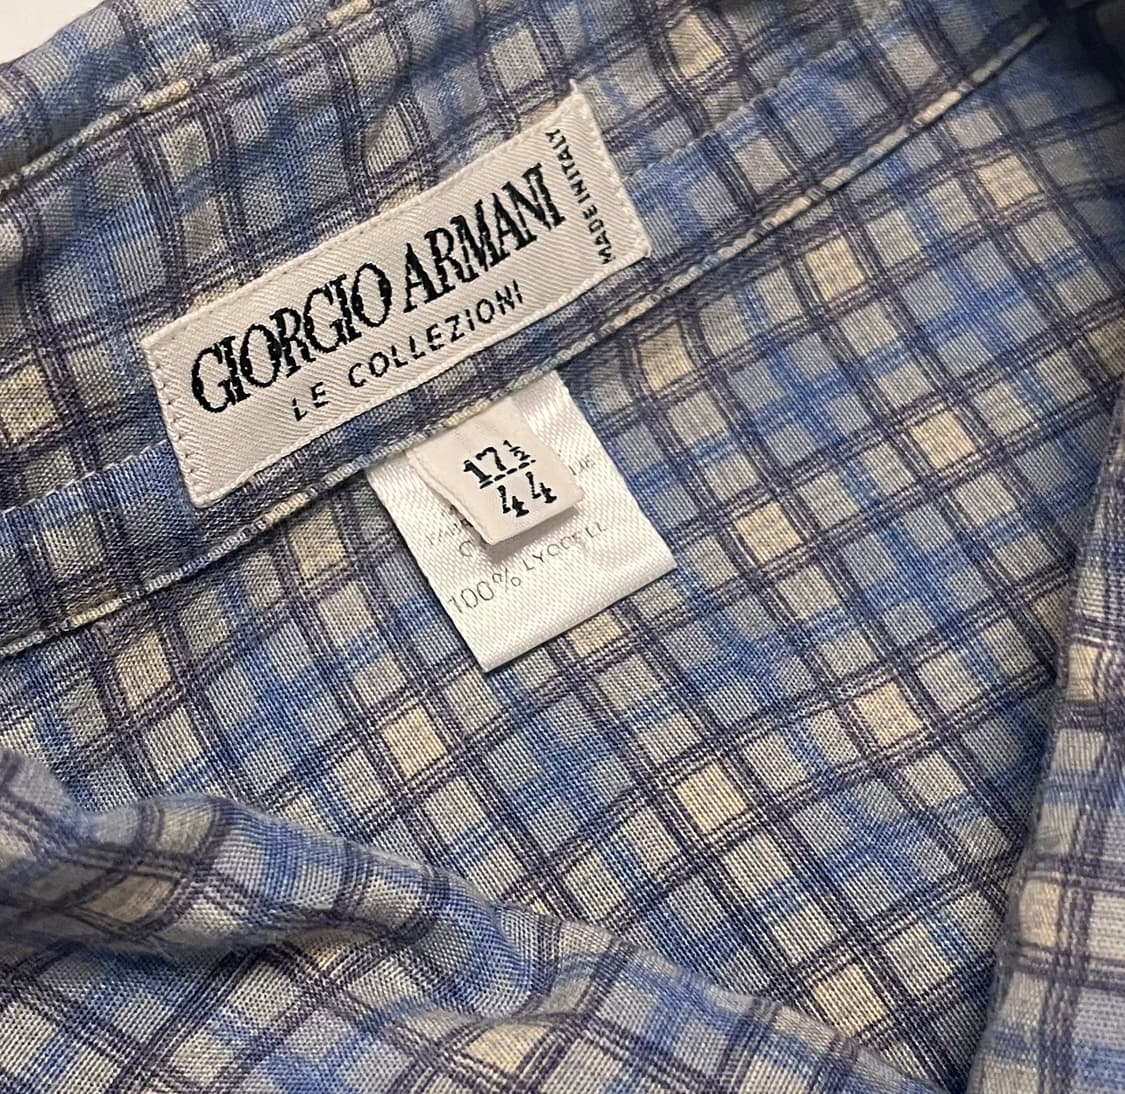 GIORGIO ARMANI
LE COLLEZIONI
MADE IN ITALY
17½
44
100% LYOCELL